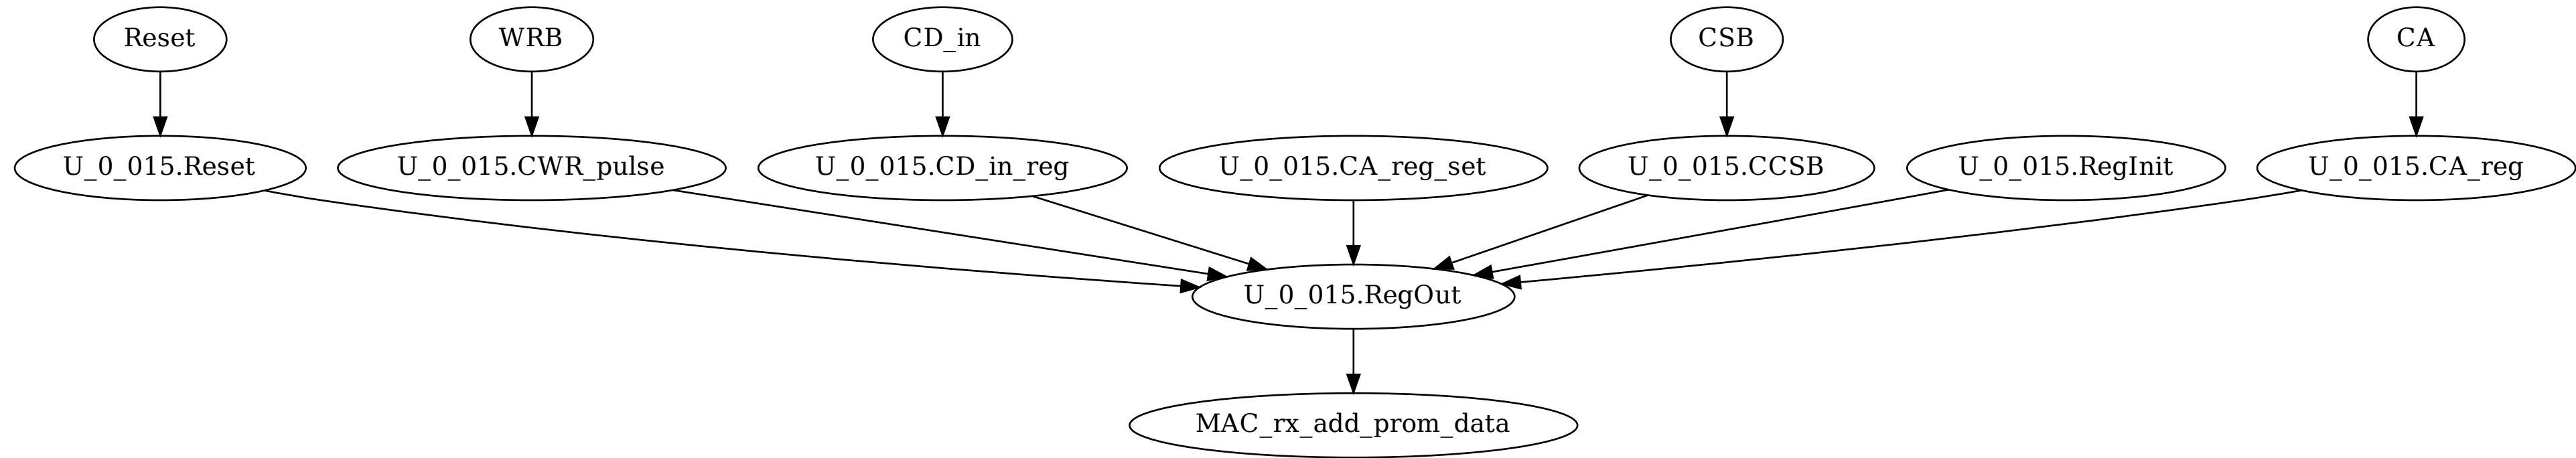 Reset
WRB
CD_in
CSB
CA
U_0_015.Reset
U_0_015.CWR_pulse
U_0_015.CD_in_reg
U_0_015.CA_reg_set
U_0_015.CCSB
U_0_015.RegInit
U_0_015.CA_reg
U_0_015.RegOut
MAC_rx_add_prom_data